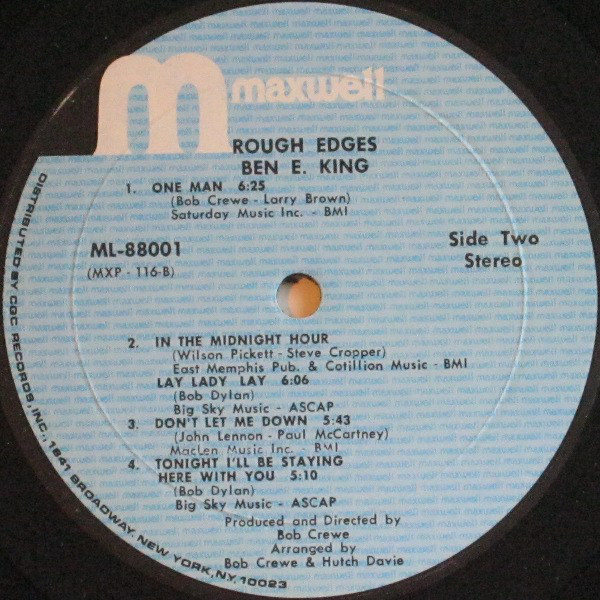 m maxwell
ROUGH EDGES
BEN E. KING
1. ONE MAN 6:25
(Bob Crewe - Larry Brown)
Saturday Music Inc. - BMI
ML-88001
(MXP - 116-B)
Side Two
Stereo
2. IN THE MIDNIGHT HOUR
(Wilson Pickett - Steve Cropper)
East Memphis Pub. & Cotillion Music - BMI
LAY LADY LAY 6:06
(Bob Dylan)
Big Sky Music - ASCAP
3. DON'T LET ME DOWN 5:43
(John Lennon - Paul McCartney)
MacLen Music Inc. - BMI
4. TONIGHT I'LL BE STAYING
HERE WITH YOU 5:10
(Bob Dylan)
Big Sky Music - ASCAP
Produced and Directed by
Bob Crewe
Arranged by
Bob Crewe & Hutch Davie
DISTRIBUTED BY CGC RECORDS, INC., 1841 BROADWAY, NEW YORK, N.Y. 10023